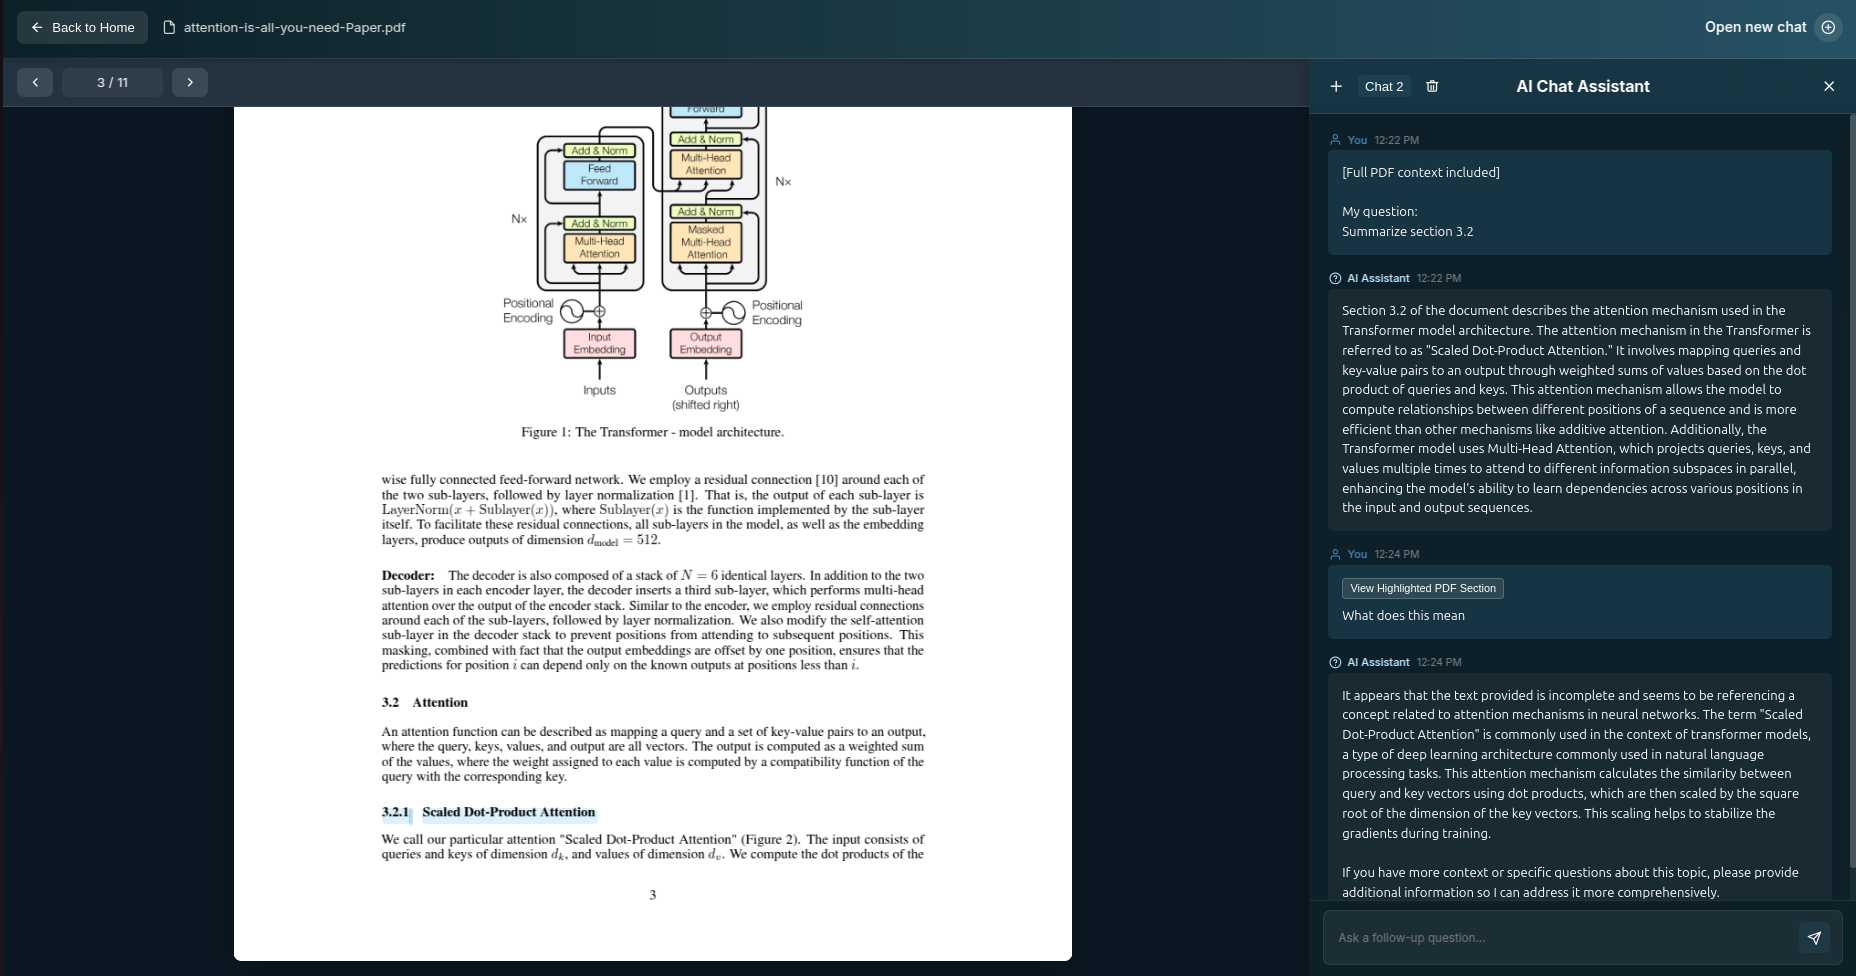 Back to Home
attention-is-all-you-need-Paper.pdf
Open new chat
3 / 11
Forward
Add & Norm
Multi-Head
Attention
Add & Norm
Feed
Forward
Nx
Nx
Add & Norm
Masked
Multi-Head
Attention
Add & Norm
Multi-Head
Attention
Positional
Encoding
Positional
Encoding
Input
Embedding
Output
Embedding
Inputs
Outputs
(shifted right)
Figure 1: The Transformer - model architecture.
wise fully connected feed-forward network. We employ a residual connection [10] around each of
the two sub-layers, followed by layer normalization [1]. That is, the output of each sub-layer is
LayerNorm(x + Sublayer(x)), where Sublayer(x) is the function implemented by the sub-layer
itself. To facilitate these residual connections, all sub-layers in the model, as well as the embedding
layers, produce outputs of dimension dmodel = 512.
Decoder: The decoder is also composed of a stack of N = 6 identical layers. In addition to the two
sub-layers in each encoder layer, the decoder inserts a third sub-layer, which performs multi-head
attention over the output of the encoder stack. Similar to the encoder, we employ residual connections
around each of the sub-layers, followed by layer normalization. We also modify the self-attention
sub-layer in the decoder stack to prevent positions from attending to subsequent positions. This
masking, combined with fact that the output embeddings are offset by one position, ensures that the
predictions for position i can depend only on the known outputs at positions less than i.
3.2 Attention
An attention function can be described as mapping a query and a set of key-value pairs to an output,
where the query, keys, values, and output are all vectors. The output is computed as a weighted sum
of the values, where the weight assigned to each value is computed by a compatibility function of the
query with the corresponding key.
3.2.1 Scaled Dot-Product Attention
We call our particular attention "Scaled Dot-Product Attention" (Figure 2). The input consists of
queries and keys of dimension dk, and values of dimension dv. We compute the dot products of the
3
Chat 2
AI Chat Assistant
You 12:22 PM
[Full PDF context included]
My question:
Summarize section 3.2
AI Assistant 12:22 PM
Section 3.2 of the document describes the attention mechanism used in the
Transformer model architecture. The attention mechanism in the Transformer is
referred to as "Scaled Dot-Product Attention." It involves mapping queries and
key-value pairs to an output through weighted sums of values based on the dot
product of queries and keys. This attention mechanism allows the model to
compute relationships between different positions of a sequence and is more
efficient than other mechanisms like additive attention. Additionally, the
Transformer model uses Multi-Head Attention, which projects queries, keys, and
values multiple times to attend to different information subspaces in parallel,
enhancing the model's ability to learn dependencies across various positions in
the input and output sequences.
You 12:24 PM
View Highlighted PDF Section
What does this mean
AI Assistant 12:24 PM
It appears that the text provided is incomplete and seems to be referencing a
concept related to attention mechanisms in neural networks. The term "Scaled
Dot-Product Attention" is commonly used in the context of transformer models,
a type of deep learning architecture commonly used in natural language
processing tasks. This attention mechanism calculates the similarity between
query and key vectors using dot products, which are then scaled by the square
root of the dimension of the key vectors. This scaling helps to stabilize the
gradients during training.
If you have more context or specific questions about this topic, please provide
additional information so I can address it more comprehensively.
Ask a follow-up question...